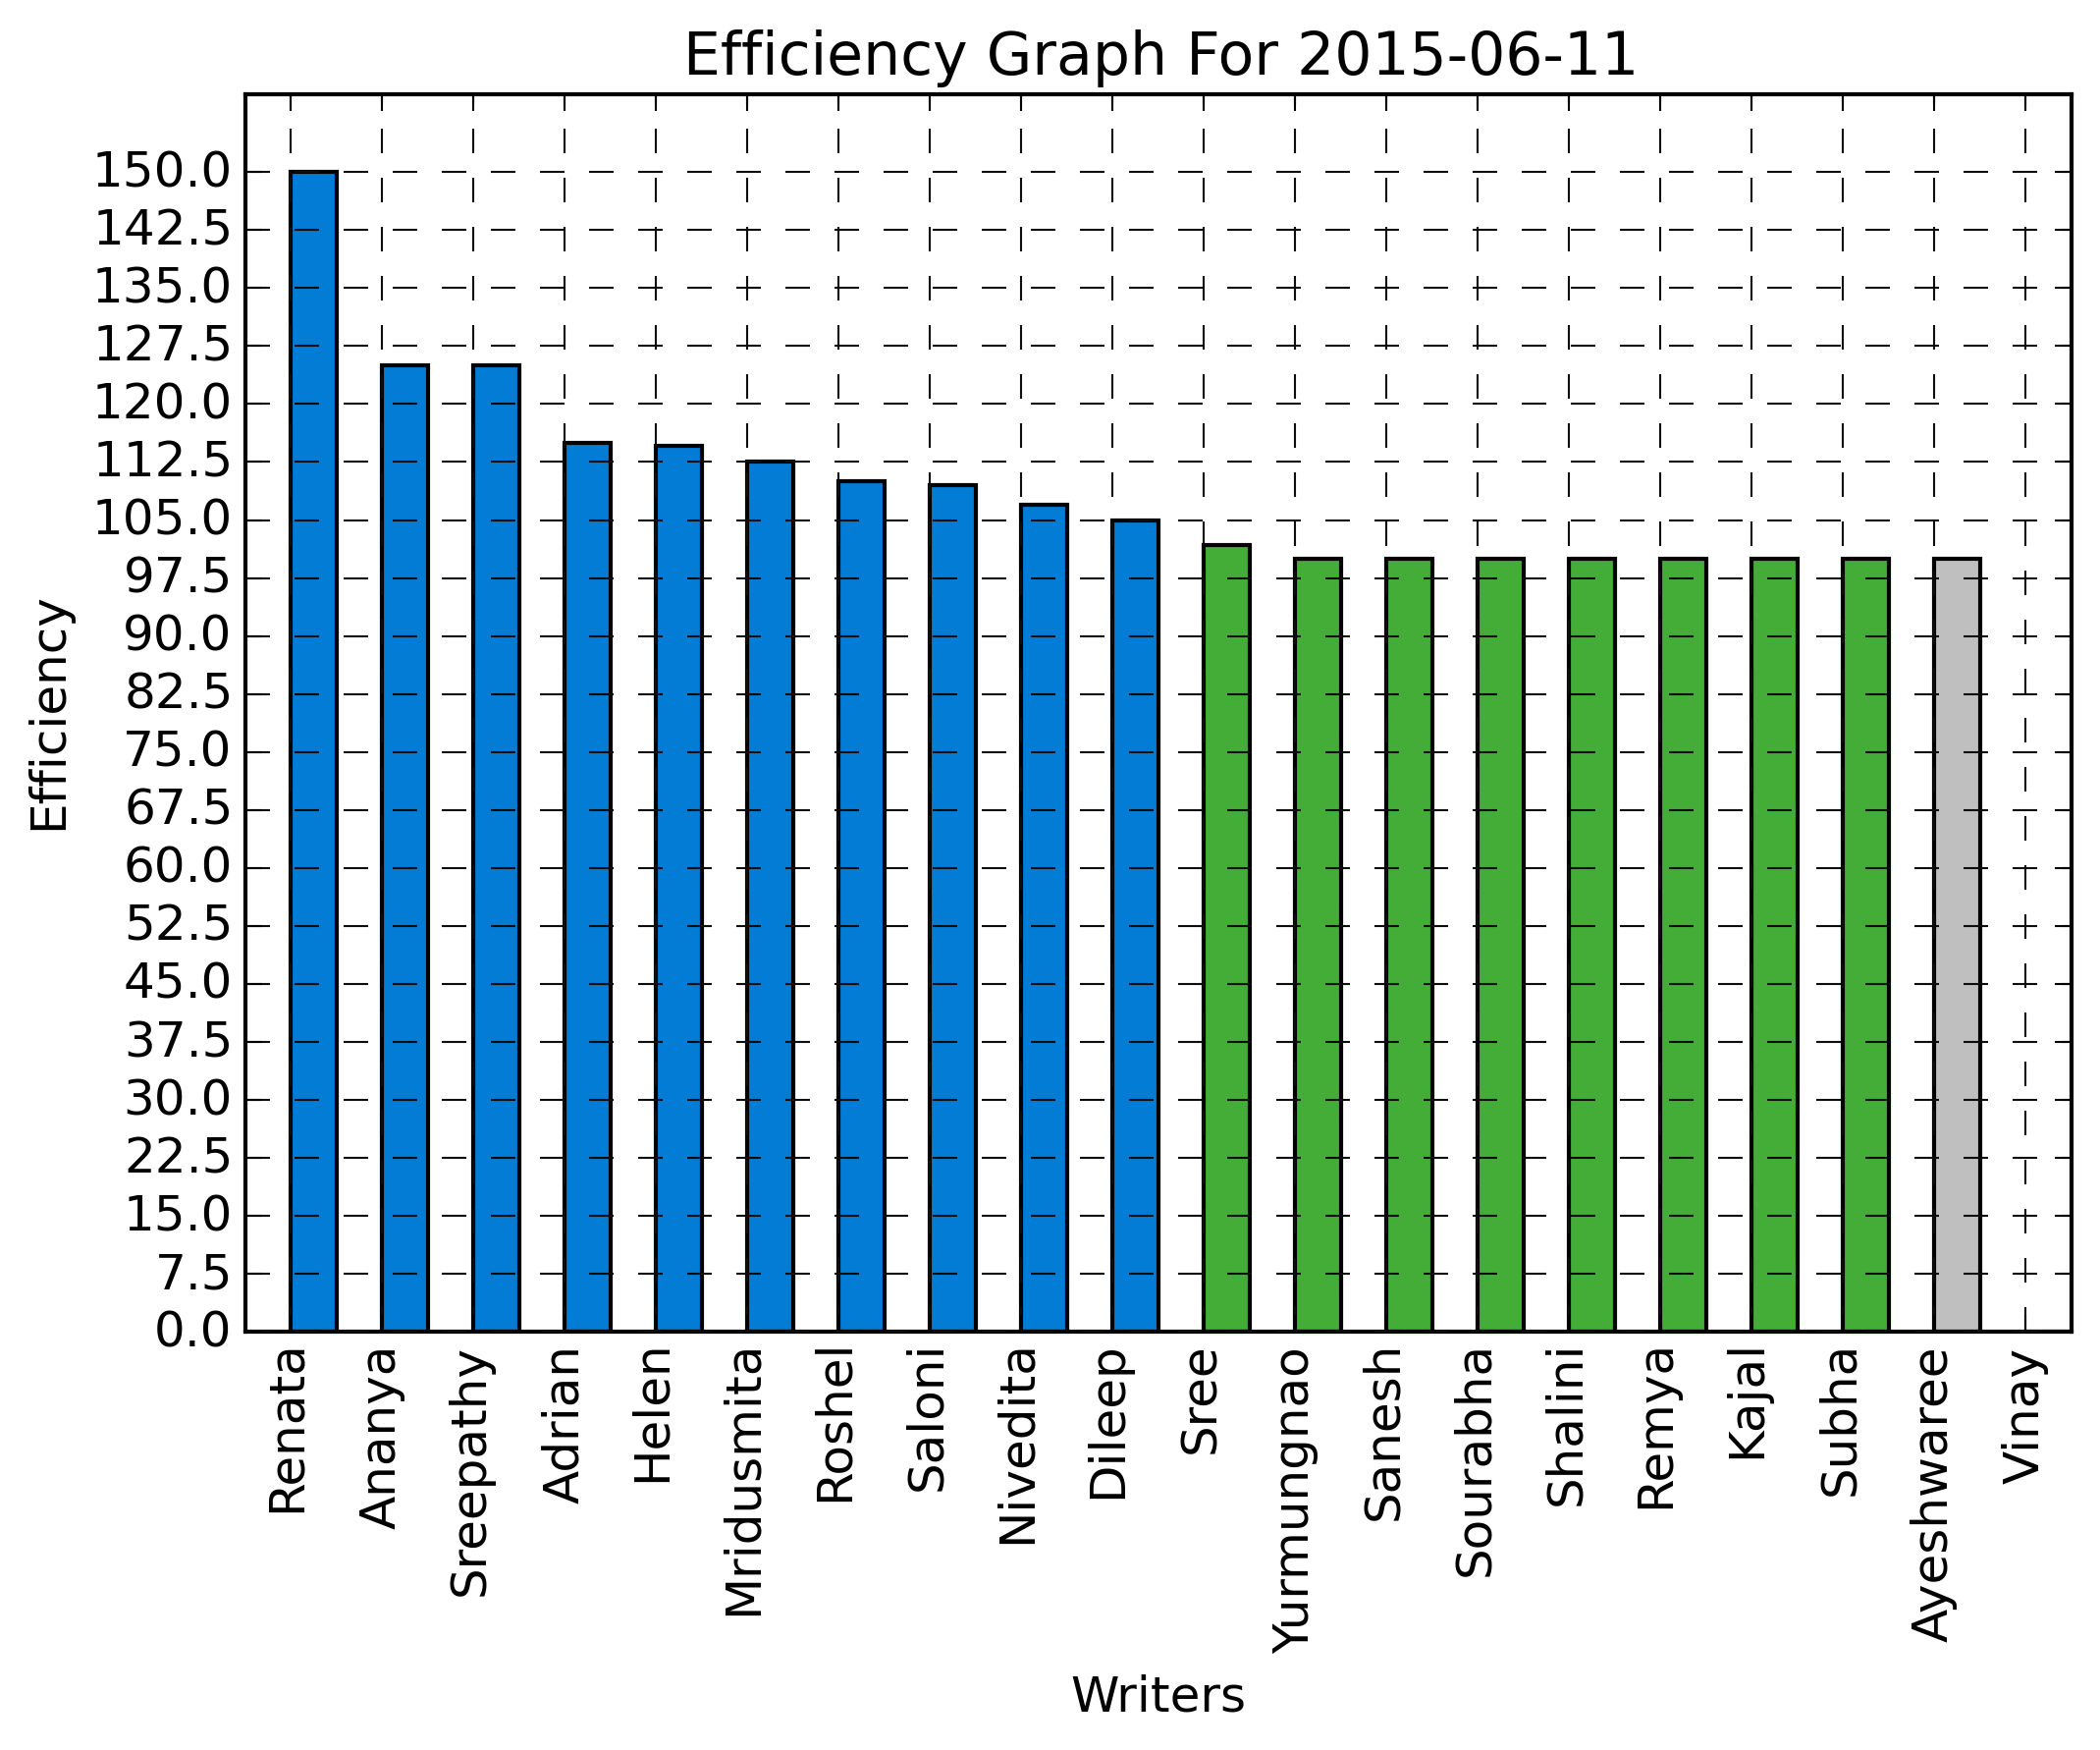 Efficiency Graph For 2015-06-11
150.0
142.5
135.0
127.5
120.0
112.5
105.0
97.5
90.0
82.5
75.0
67.5
60.0
52.5
45.0
37.5
30.0
22.5
15.0
7.5
0.0
Efficiency
Renata
Ananya
Sreepathy
Adrian
Helen
Mridusmita
Roshel
Saloni
Nivedita
Dileep
Sree
Yurmungnao
Sanesh
Sourabha
Shalini
Remya
Kajal
Subha
Ayeshwaree
Vinay
Writers